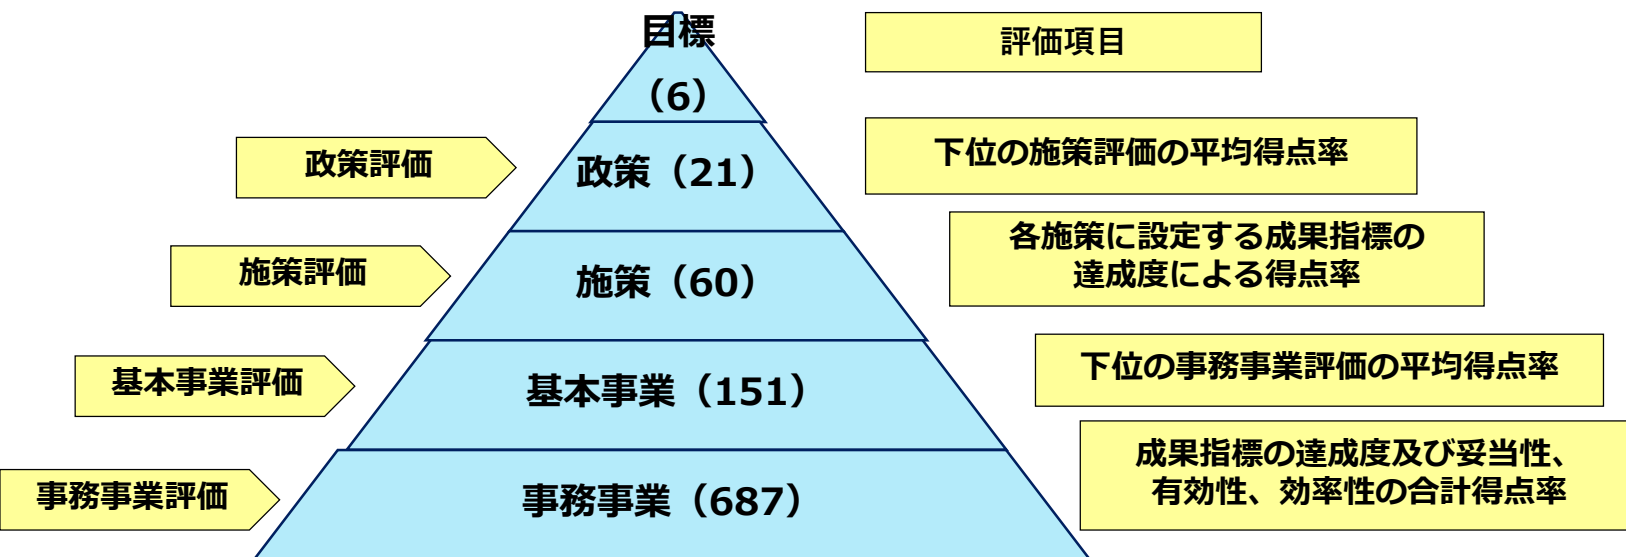 目標
（6）
評価項目
政策評価
政策（21）
下位の施策評価の平均得点率
施策評価
施策（60）
各施策に設定する成果指標の
達成度による得点率
基本事業評価
基本事業（151）
下位の事務事業評価の平均得点率
事務事業評価
事務事業（687）
成果指標の達成度及び妥当性、
有効性、効率性の合計得点率